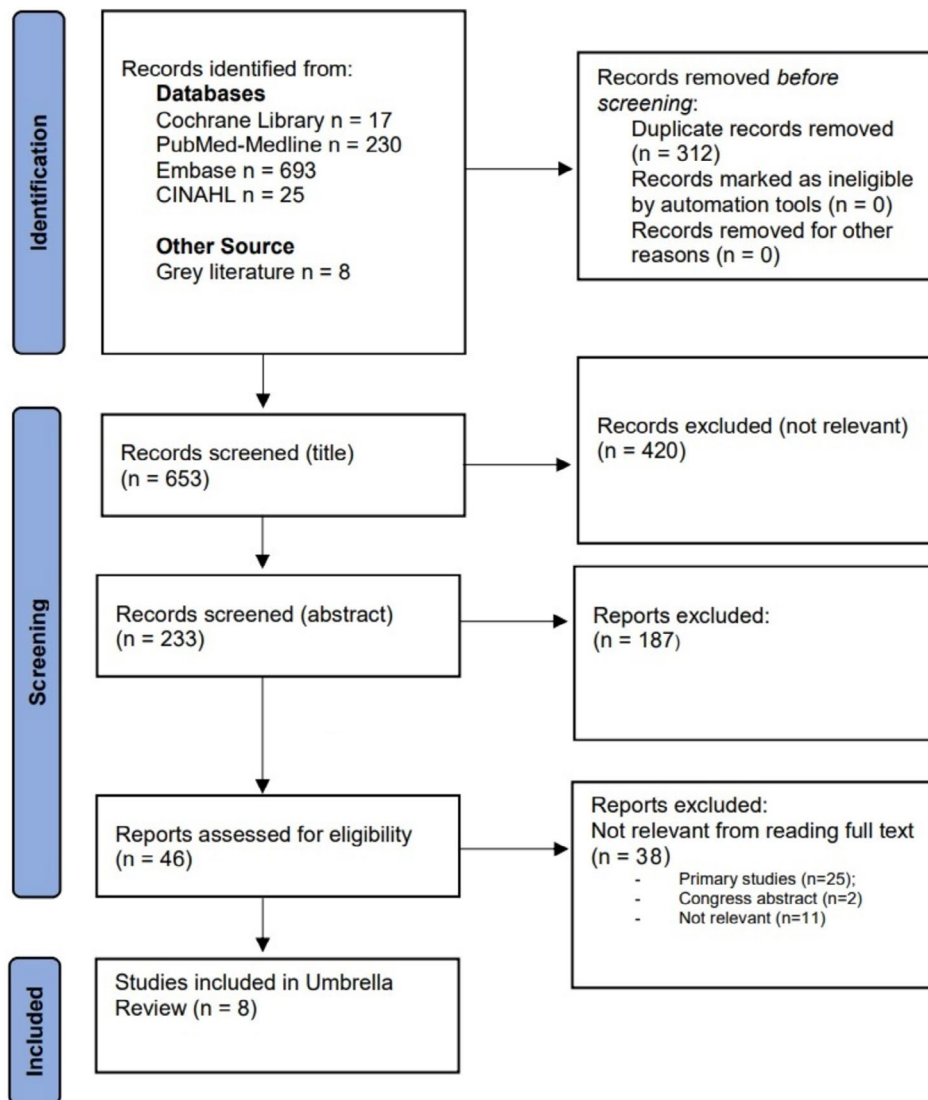 Identification
Records identified from:
Databases
Cochrane Library n = 17
PubMed-Medline n = 230
Embase n = 693
CINAHL n = 25
Other Source
Grey literature n = 8
Records removed before
screening:
Duplicate records removed
(n = 312)
Records marked as ineligible
by automation tools (n = 0)
Records removed for other
reasons (n = 0)
Screening
Records screened (title)
(n = 653)
Records excluded (not relevant)
(n = 420)
Records screened (abstract)
(n = 233)
Reports excluded:
(n = 187)
Reports assessed for eligibility
(n = 46)
Reports excluded:
Not relevant from reading full text
(n = 38)
- Primary studies (n=25);
- Congress abstract (n=2)
- Not relevant (n=11)
Included
Studies included in Umbrella
Review (n = 8)